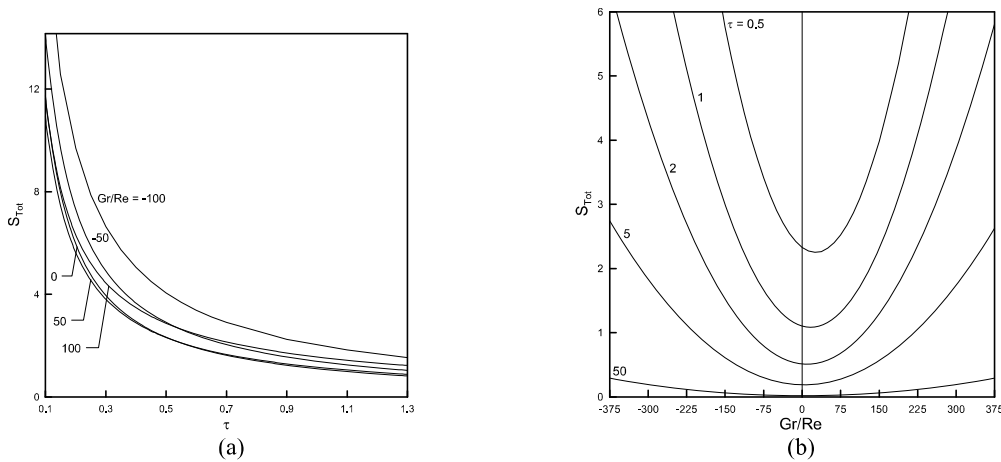 S_Tot
12
8
4
0
Gr/Re = -100
-50
0
50
100
0.1 0.3 0.5 0.7 0.9 1.1 1.3
τ
(a)
S_Tot
6
5
4
3
2
1
0
τ = 0.5
1
2
5
50
-375 -300 -225 -150 -75 0 75 150 225 300 375
Gr/Re
(b)